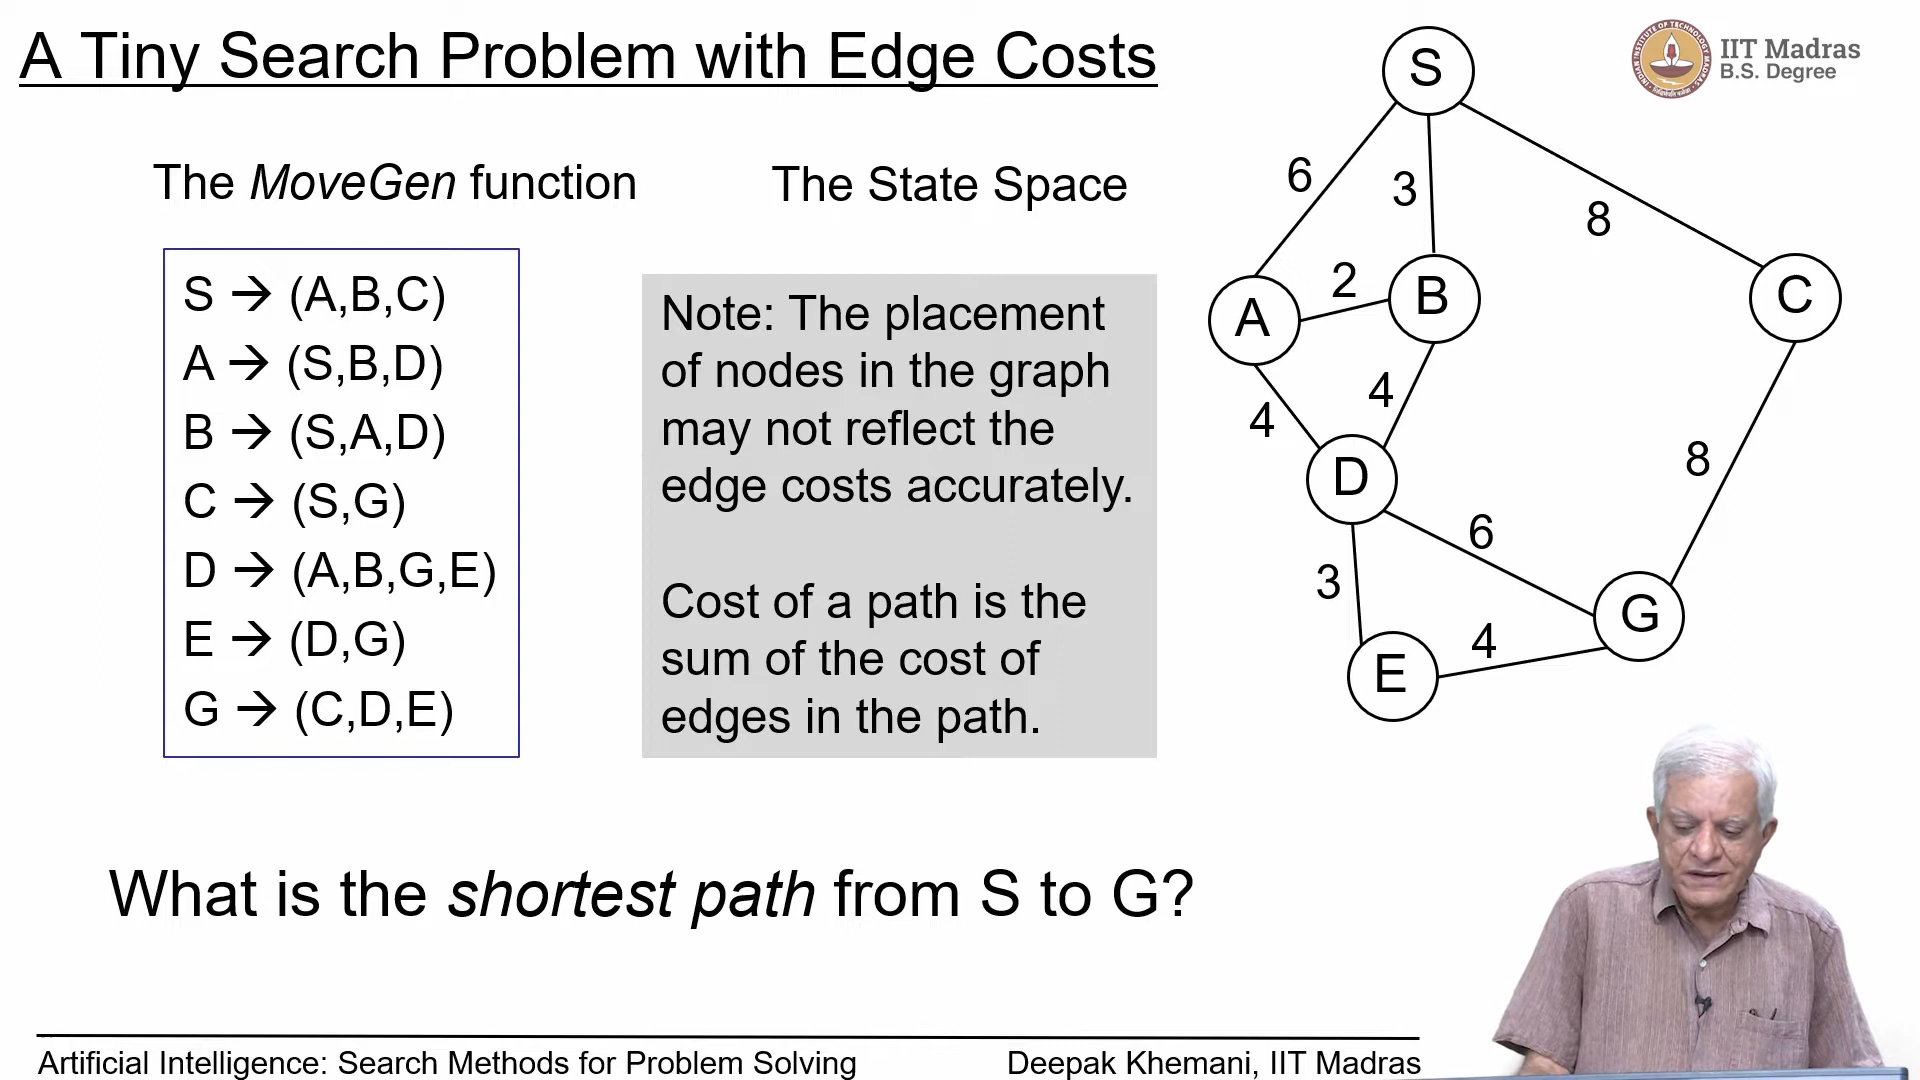 A Tiny Search Problem with Edge Costs
IIT Madras
B.S. Degree
The MoveGen function
The State Space
S → (A,B,C)
A → (S,B,D)
B → (S,A,D)
C → (S,G)
D → (A,B,G,E)
E → (D,G)
G → (C,D,E)
Note: The placement
of nodes in the graph
may not reflect the
edge costs accurately.
Cost of a path is the
sum of the cost of
edges in the path.
S
6
3
8
A
2
B
C
4
4
D
8
6
3
G
4
E
What is the shortest path from S to G?
Artificial Intelligence: Search Methods for Problem Solving
Deepak Khemani, IIT Madras